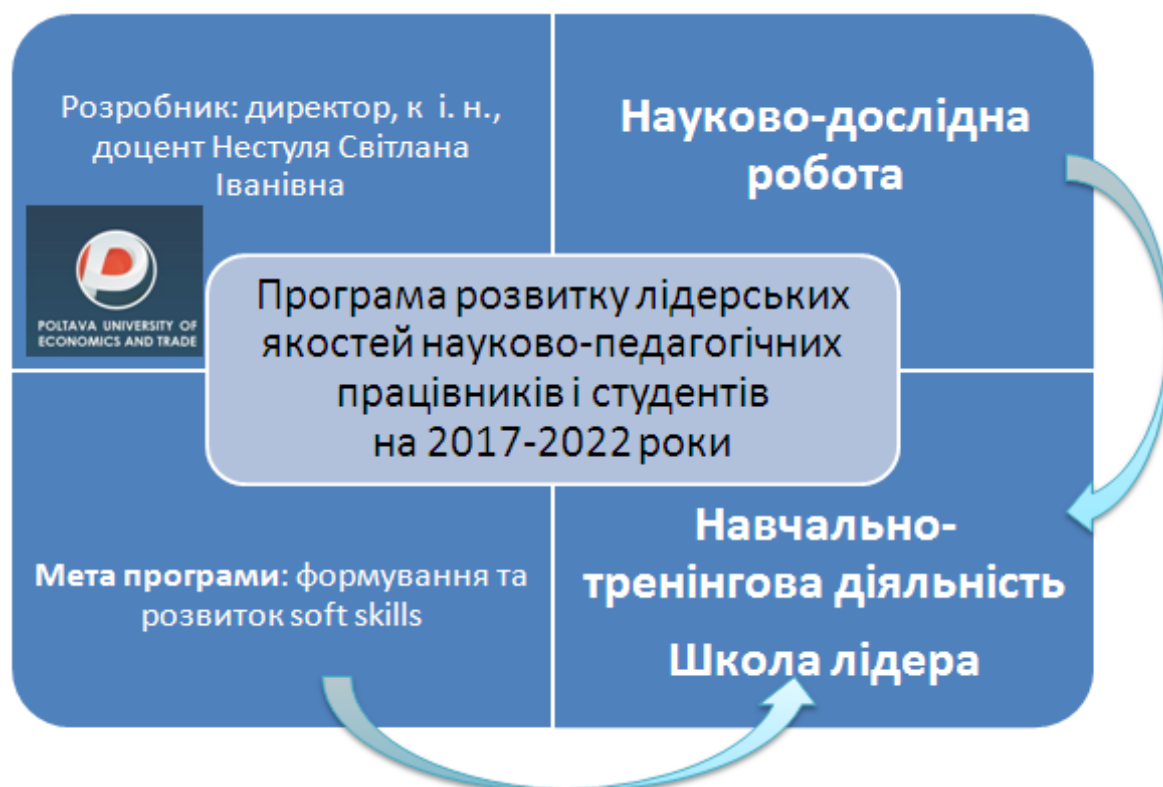 Розробник: директор, к і. н.,
доцент Нестуля Світлана
Іванівна
POLTAVA UNIVERSITY OF
ECONOMICS AND TRADE
Науково-дослідна
робота
Програма розвитку лідерських
якостей науково-педагогічних
працівників і студентів
на 2017-2022 роки
Мета програми: формування та
розвиток soft skills
Навчально-
тренінгова діяльність
Школа лідера